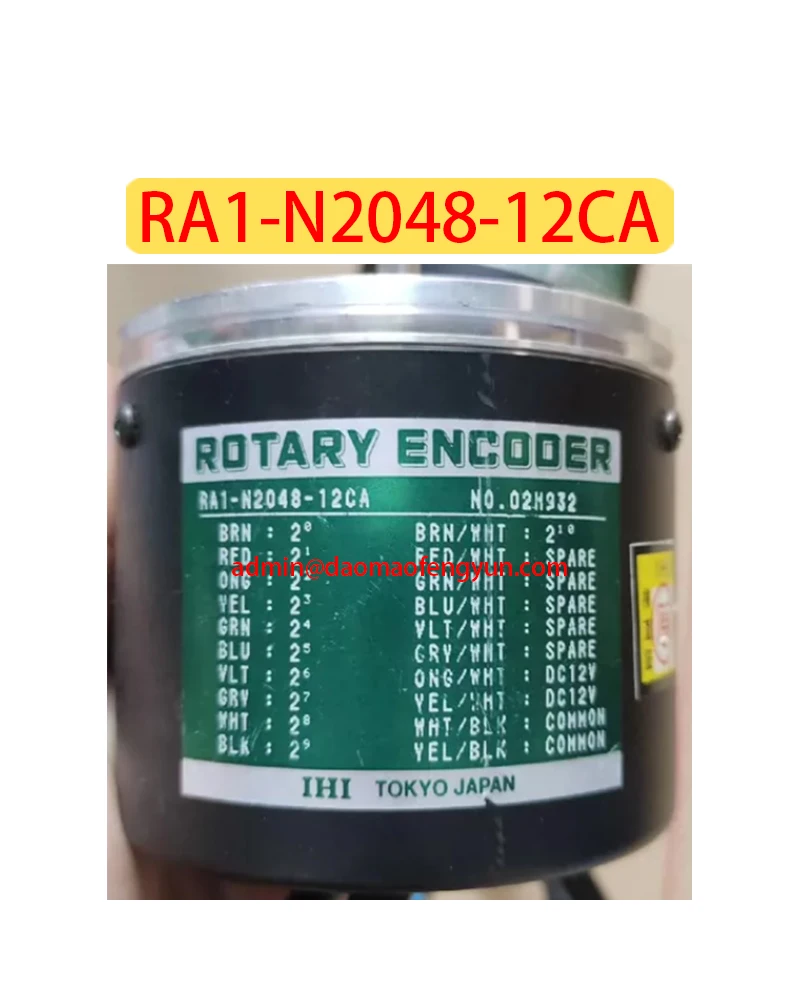 RA1-N2048-12CA
ROTARY ENCODER
RA1-N2048-12CA NO.02H932
BRN : 2⁰ BRN/WHT : 2¹⁰
RED : 2¹ RED/WHT : SPARE
admin@daomaofengyun.com
ONG : 2 GRN/WHT : SPARE
YEL : 2³ BLU/WHT : SPARE
GRN : 2⁴ VLT/WHT : SPARE
BLU : 2⁵ GRY/WHT : SPARE
VLT : 2⁶ ONG/WHT : DC12V
GRY : 2⁷ YEL/WHT : DC12V
WHT : 2⁸ WHT/BLK : COMMON
BLK : 2⁹ YEL/BLK : COMMON
IHI TOKYO JAPAN